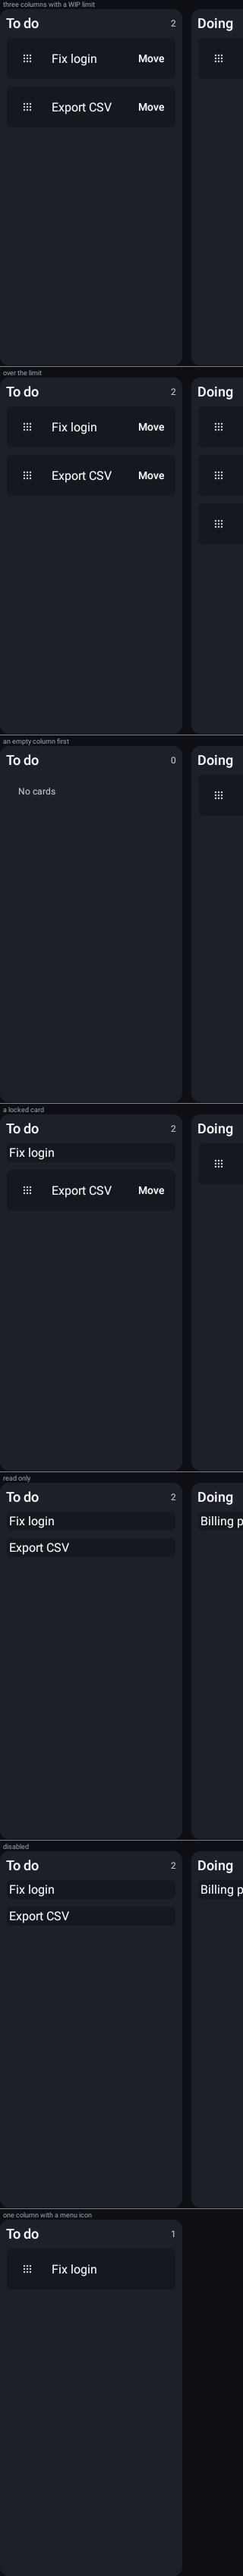 three columns with a WIP limit
To do 2 Doing
Fix login Move
Export CSV Move
over the limit
To do 2 Doing
Fix login Move
Export CSV Move
an empty column first
To do 0 Doing
No cards
a locked card
To do 2 Doing
Fix login
Export CSV Move
read only
To do 2 Doing
Fix login Billing p
Export CSV
disabled
To do 2 Doing
Fix login Billing p
Export CSV
one column with a menu icon
To do 1
Fix login